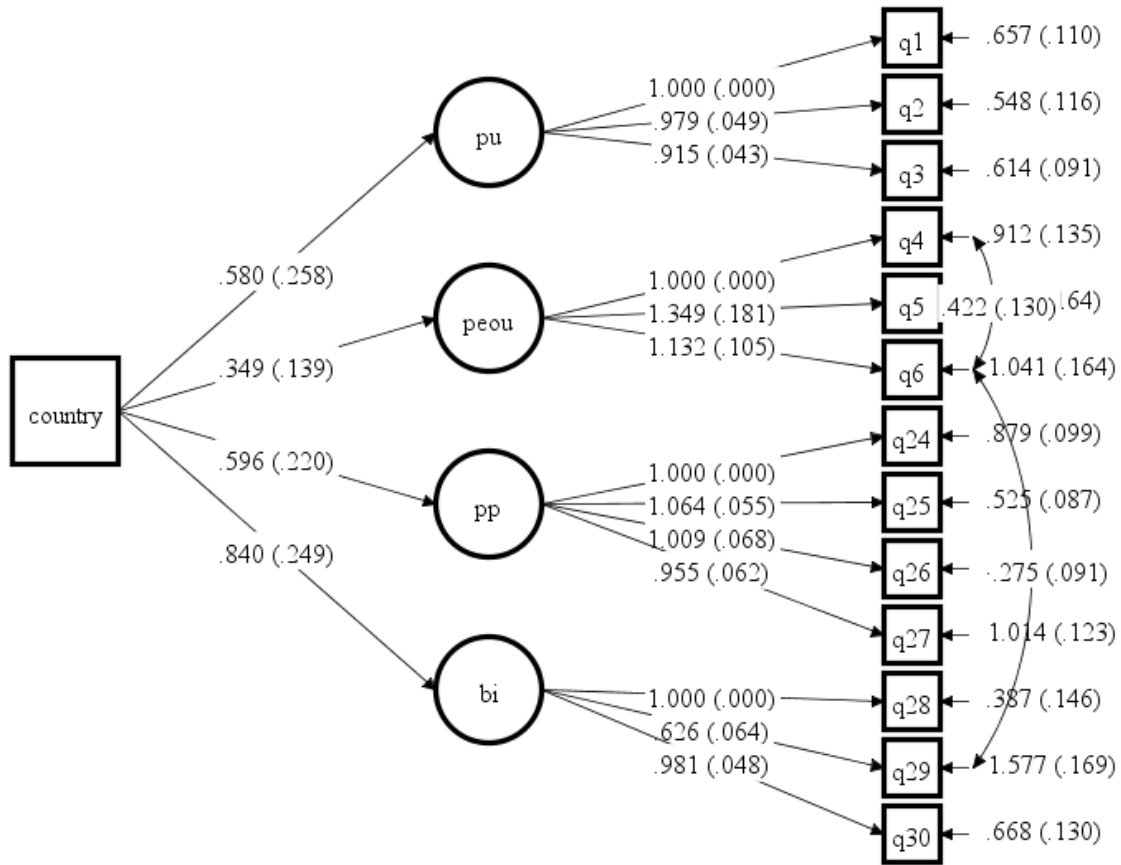 q1
.657 (.110)
1.000 (.000)
q2
.548 (.116)
pu
.979 (.049)
.915 (.043)
q3
.614 (.091)
q4
.912 (.135)
.580 (.258)
1.000 (.000)
peou
1.349 (.181)
q5
.422 (.130)
1.132 (.105)
.349 (.139)
q6
1.041 (.164)
country
q24
.879 (.099)
.596 (.220)
1.000 (.000)
pp
1.064 (.055)
q25
.525 (.087)
1.009 (.068)
.840 (.249)
.955 (.062)
q26
-.275 (.091)
q27
1.014 (.123)
bi
1.000 (.000)
q28
.387 (.146)
.626 (.064)
.981 (.048)
q29
1.577 (.169)
q30
.668 (.130)